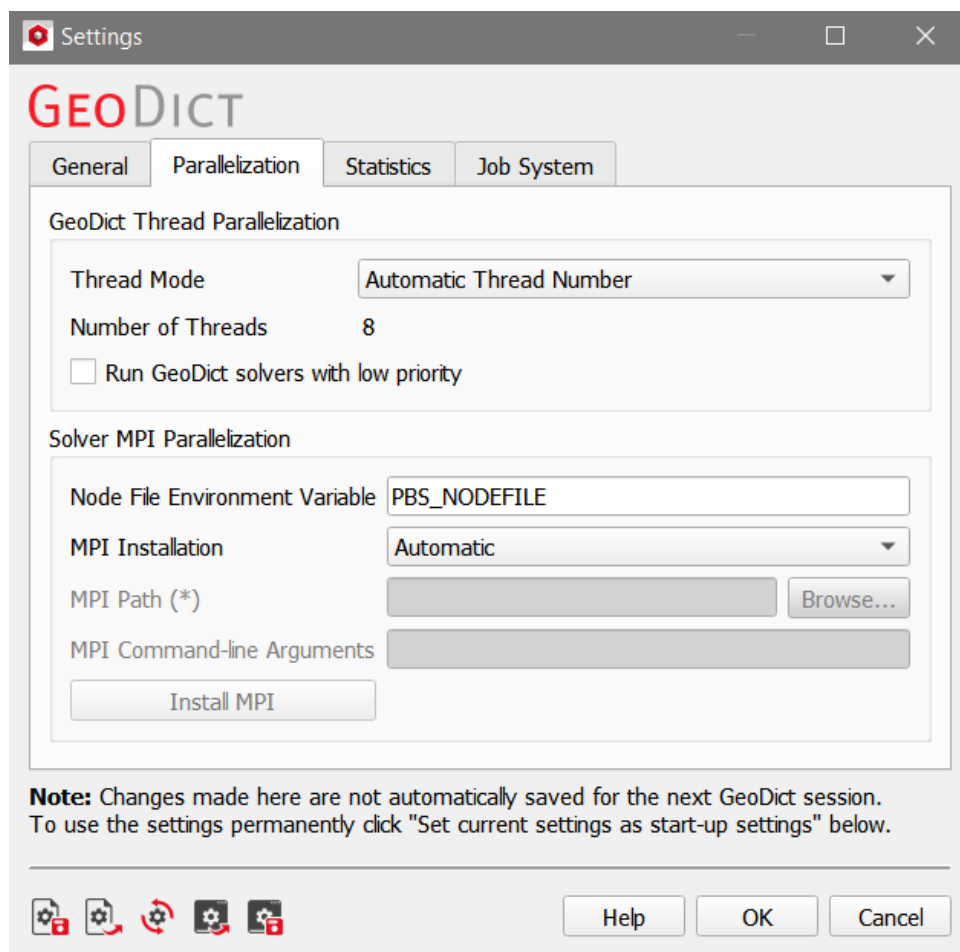 Settings
GEODICT
General Parallelization Statistics Job System
GeoDict Thread Parallelization
Thread Mode Automatic Thread Number
Number of Threads 8
Run GeoDict solvers with low priority
Solver MPI Parallelization
Node File Environment Variable PBS_NODEFILE
MPI Installation Automatic
MPI Path (*) Browse...
MPI Command-line Arguments
Install MPI
Note: Changes made here are not automatically saved for the next GeoDict session.
To use the settings permanently click "Set current settings as start-up settings" below.
Help OK Cancel